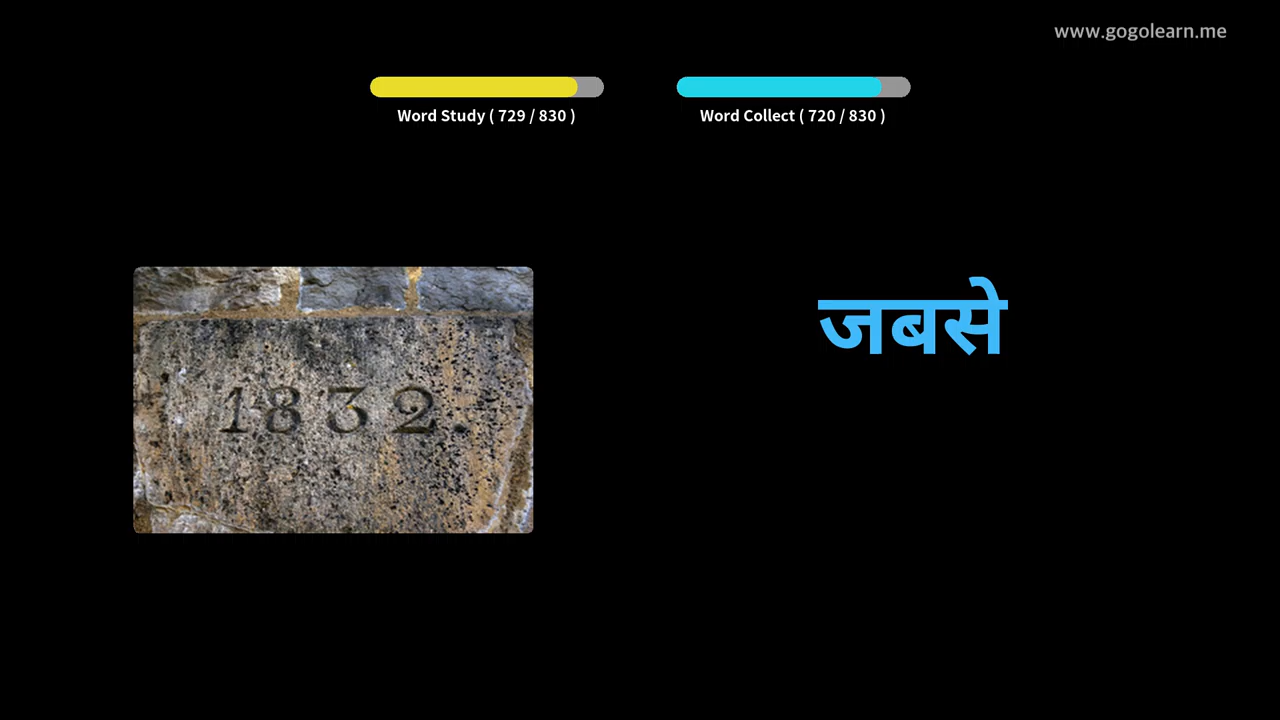 www.gogolearn.me
Word Study ( 729 / 830 )
Word Collect ( 720 / 830 )
1832.
जबसे